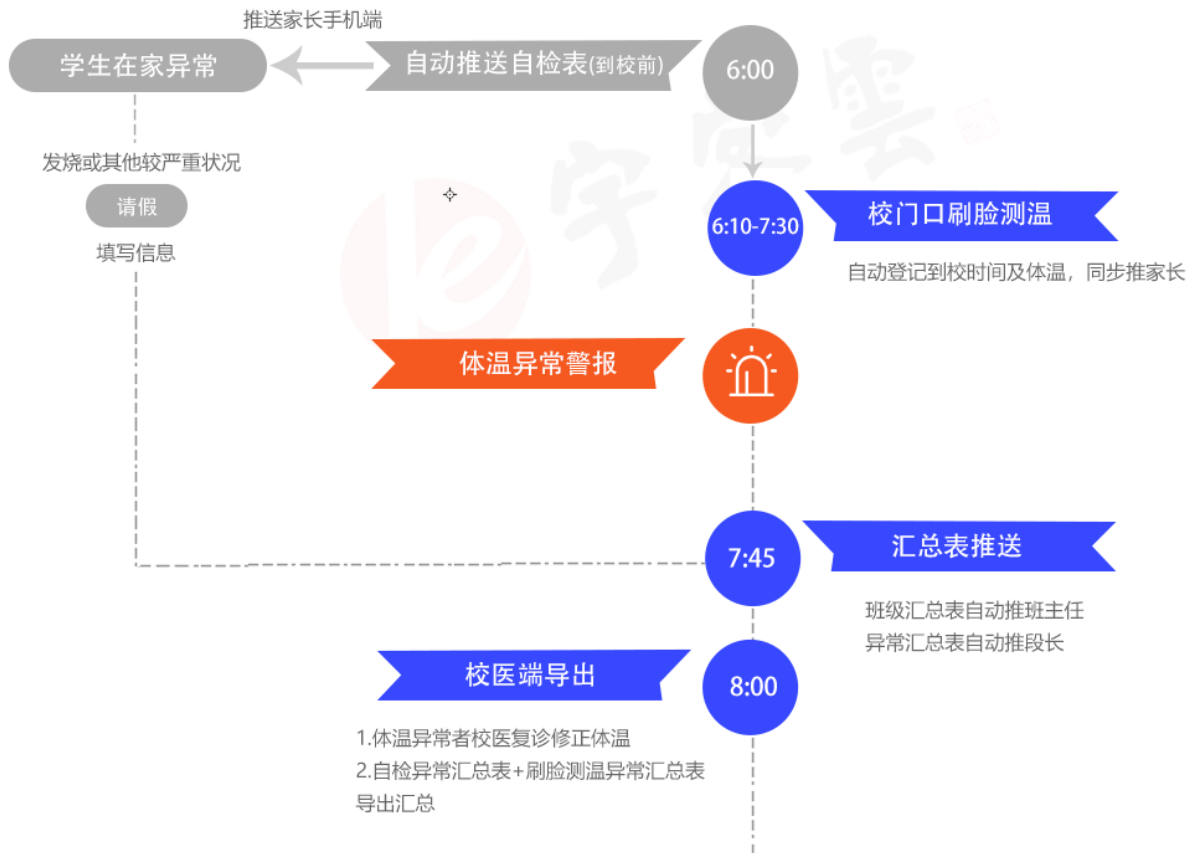 推送家长手机端
学生在家异常
自动推送自检表(到校前)
6:00
发烧或其他较严重状况
请假
填写信息
6:10-7:30
校门口刷脸测温
自动登记到校时间及体温，同步推家长
体温异常警报
7:45
汇总表推送
班级汇总表自动推班主任
异常汇总表自动推段长
校医端导出
8:00
1.体温异常者校医复诊修正体温
2.自检异常汇总表+刷脸测温异常汇总表
导出汇总